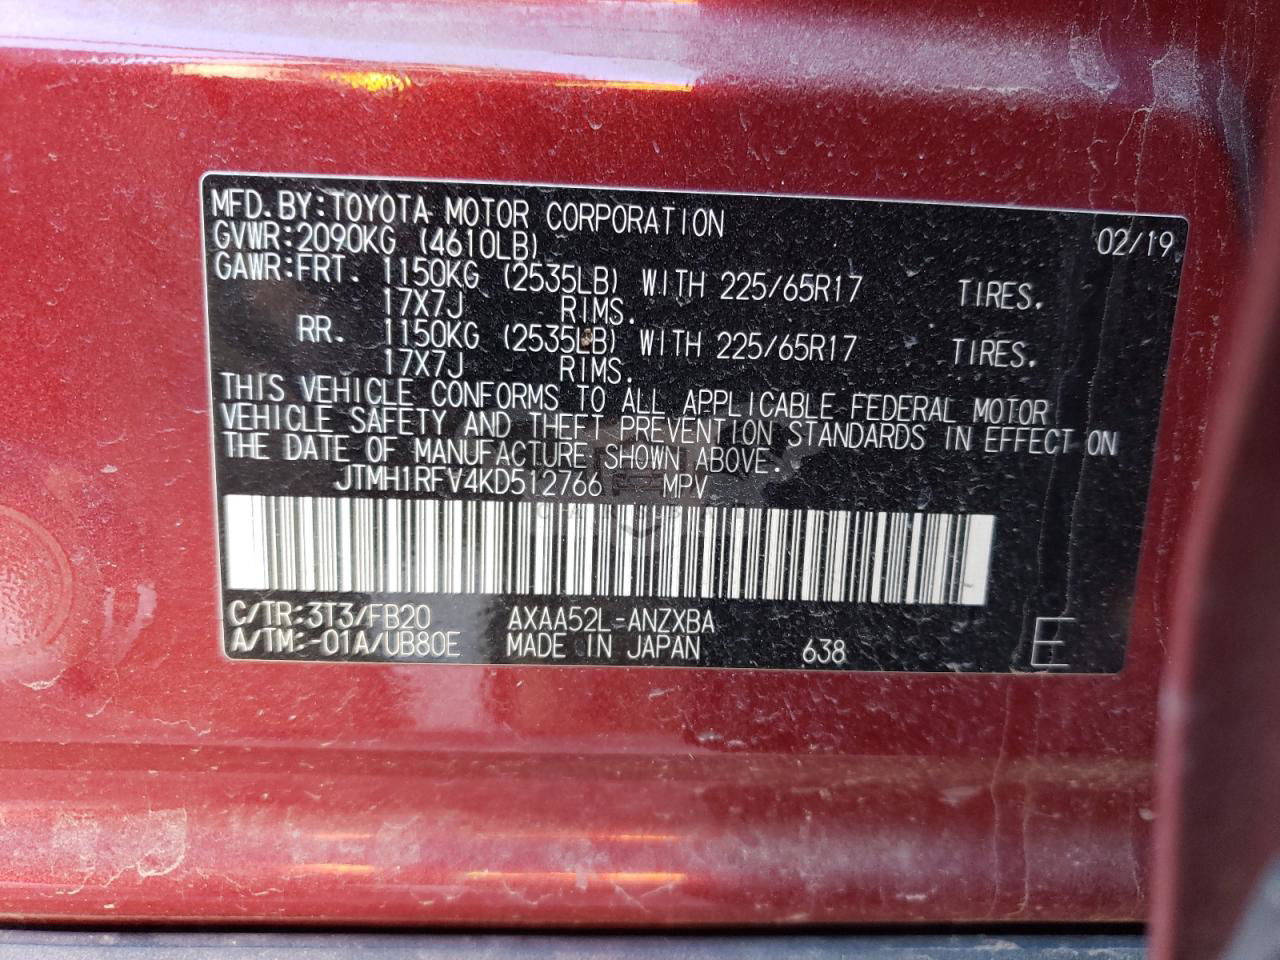 MFD.BY:TOYOTA MOTOR CORPORATION 02/19
GVWR:2090KG (4610LB)
GAWR:FRT. 1150KG (2535LB) WITH 225/65R17 TIRES.
17X7J RIMS.
RR. 1150KG (2535LB) WITH 225/65R17 TIRES.
17X7J RIMS.
THIS VEHICLE CONFORMS TO ALL APPLICABLE FEDERAL MOTOR
VEHICLE SAFETY AND THEFT PREVENTION STANDARDS IN EFFECT ON
THE DATE OF MANUFACTURE SHOWN ABOVE.
JTMH1RFV4KD512766 MPV
C/TR:3T3/FB20 AXAA52L-ANZXBA
A/TM:-01A/UB80E MADE IN JAPAN 638 E